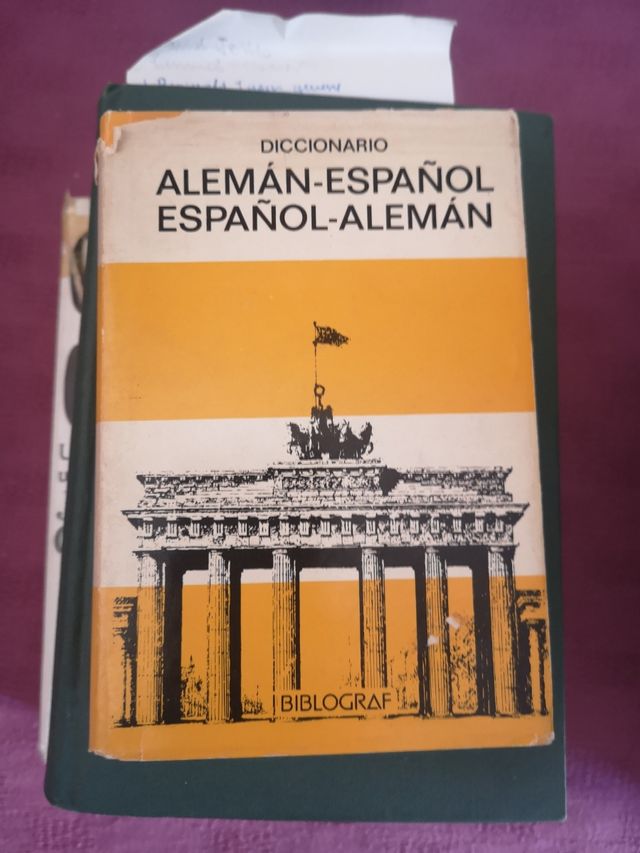 DICCIONARIO
ALEMÁN-ESPAÑOL
ESPAÑOL-ALEMÁN
BIBLOGRAF